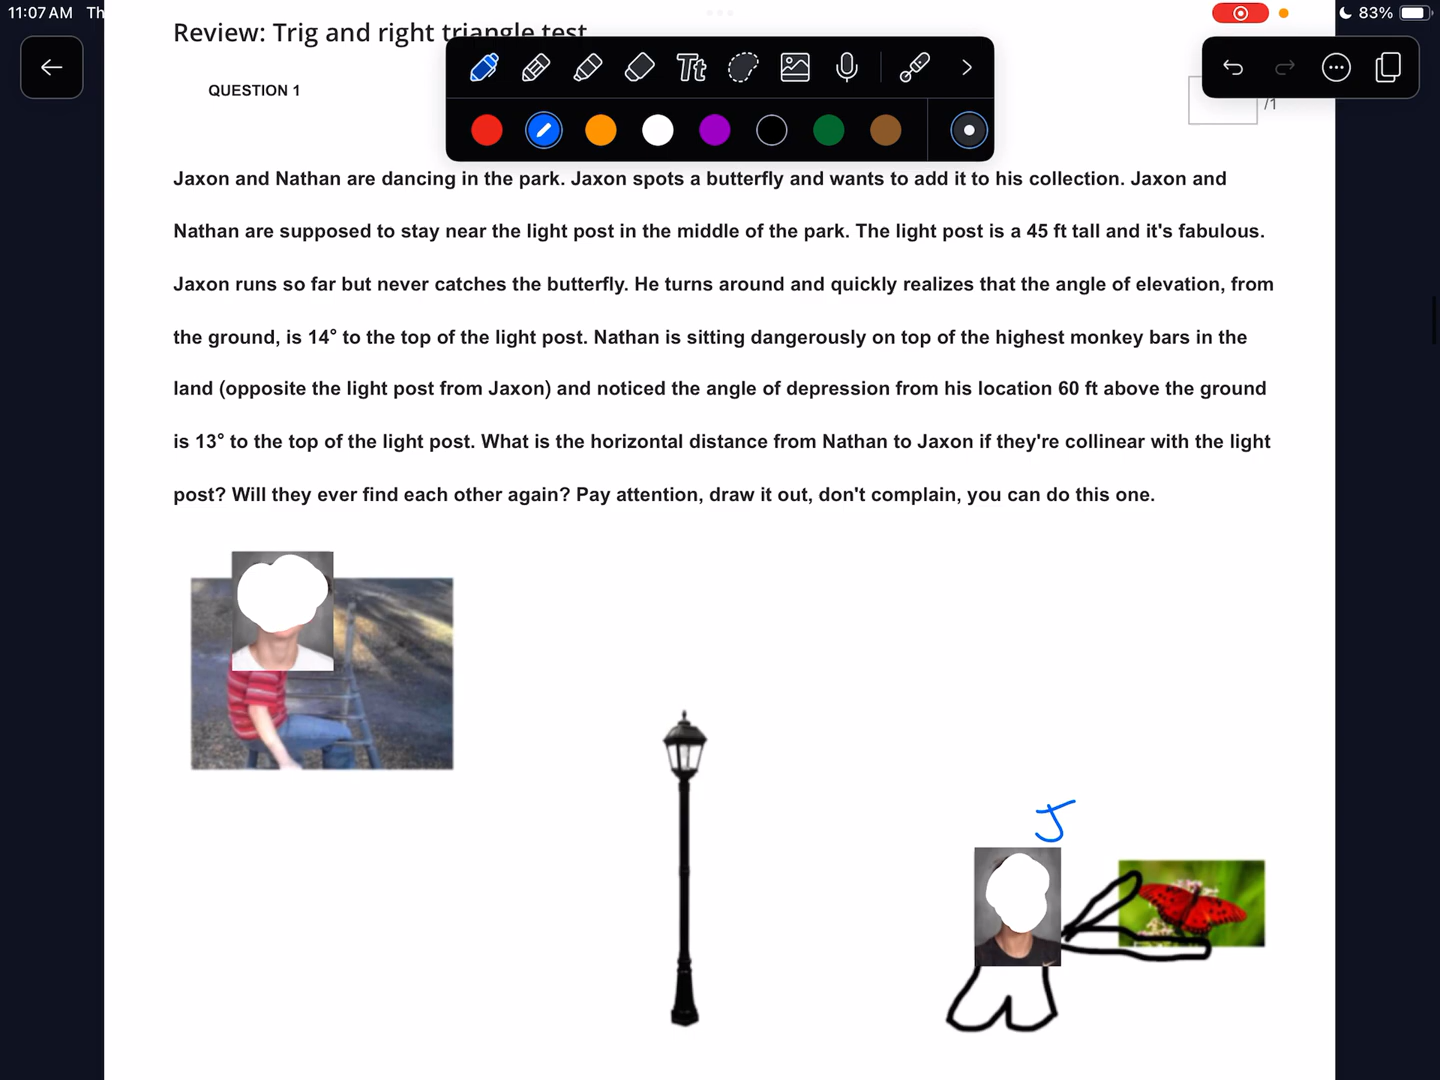 11:07 AM Th
83%
Review: Trig and right triangle test
Tt
QUESTION 1
/1
Jaxon and Nathan are dancing in the park. Jaxon spots a butterfly and wants to add it to his collection. Jaxon and
Nathan are supposed to stay near the light post in the middle of the park. The light post is a 45 ft tall and it's fabulous.
Jaxon runs so far but never catches the butterfly. He turns around and quickly realizes that the angle of elevation, from
the ground, is 14° to the top of the light post. Nathan is sitting dangerously on top of the highest monkey bars in the
land (opposite the light post from Jaxon) and noticed the angle of depression from his location 60 ft above the ground
is 13° to the top of the light post. What is the horizontal distance from Nathan to Jaxon if they're collinear with the light
post? Will they ever find each other again? Pay attention, draw it out, don't complain, you can do this one.
J